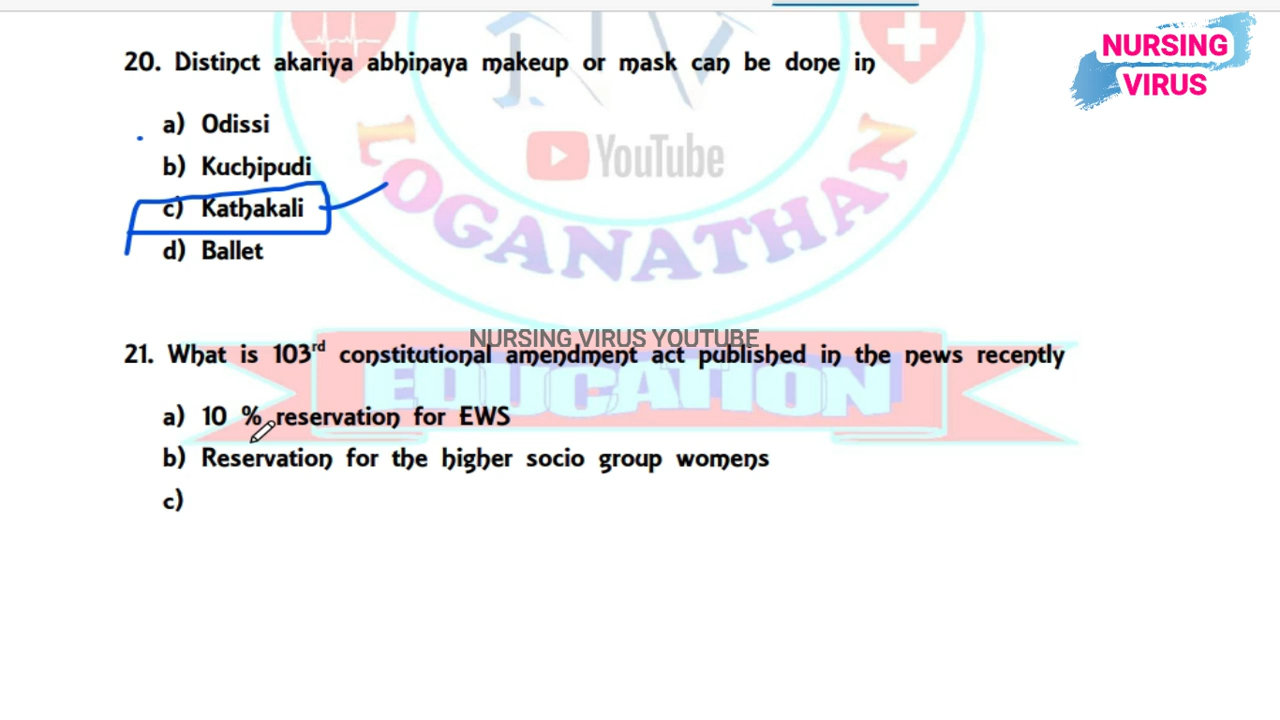 NURSING
VIRUS
20. Distinct akariya abhinaya makeup or mask can be done in
a) Odissi
b) Kuchipudi
c) Kathakali
d) Ballet
YouTube
LOGANATHAN
NURSING VIRUS YOUTUBE
21. What is 103rd constitutional amendment act published in the news recently
EDUCATION
a) 10 % reservation for EWS
b) Reservation for the higher socio group womens
c)